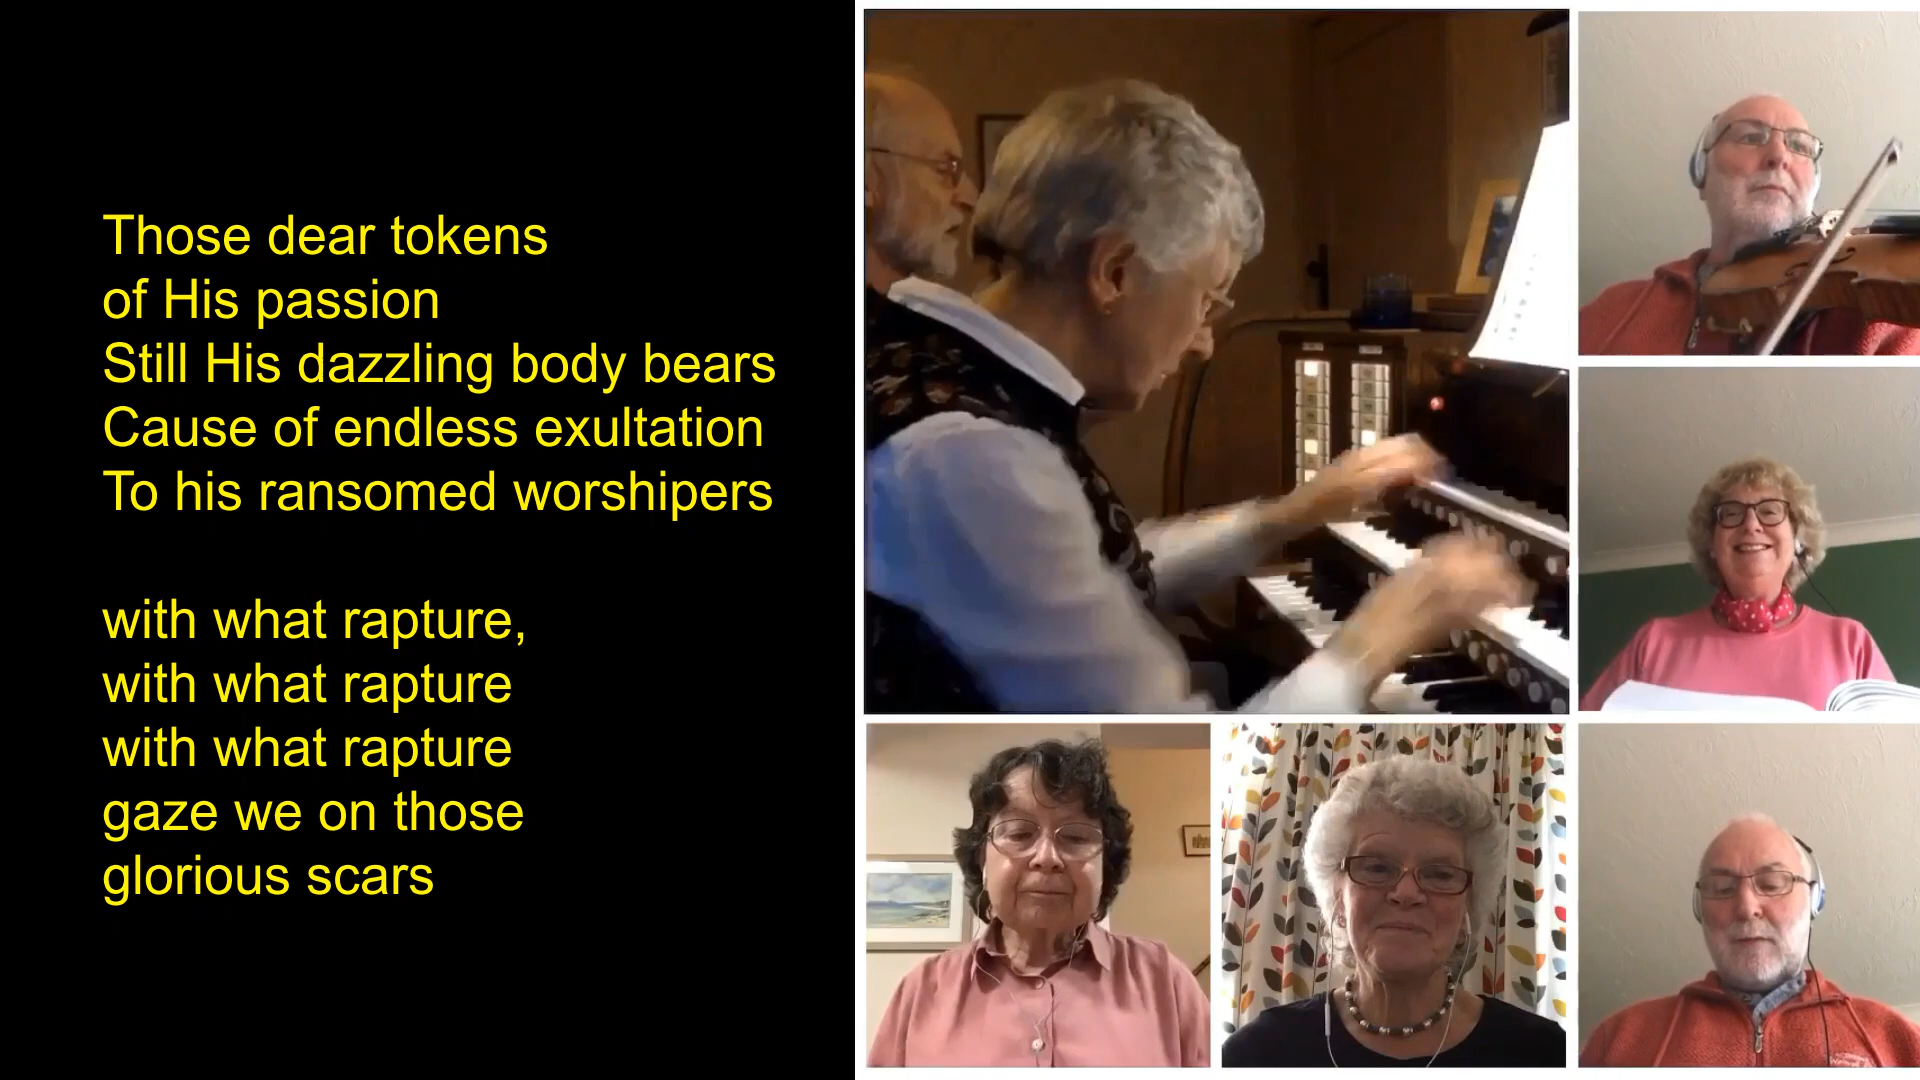 Those dear tokens
of His passion
Still His dazzling body bears
Cause of endless exultation
To his ransomed worshipers
with what rapture,
with what rapture
with what rapture
gaze we on those
glorious scars